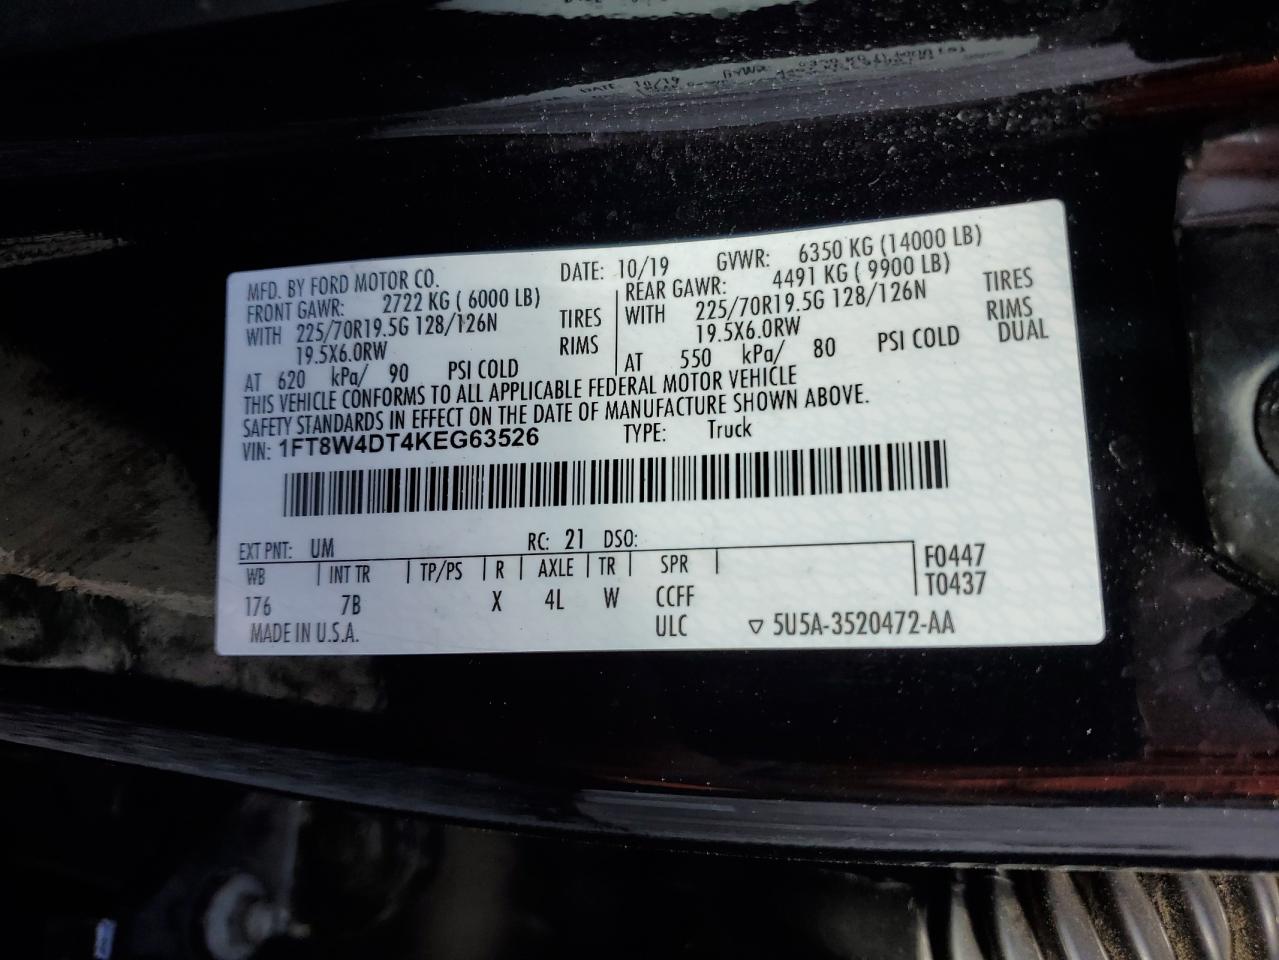 DATE 10/19 GVWR
MFD. BY FORD MOTOR CO. DATE: 10/19 GVWR: 6350 KG (14000 LB)
FRONT GAWR: 2722 KG ( 6000 LB) REAR GAWR: 4491 KG ( 9900 LB)
WITH 225/70R19.5G 128/126N TIRES WITH 225/70R19.5G 128/126N TIRES
19.5X6.0RW RIMS 19.5X6.0RW RIMS
AT 620 kPa/ 90 PSI COLD AT 550 kPa/ 80 PSI COLD DUAL
THIS VEHICLE CONFORMS TO ALL APPLICABLE FEDERAL MOTOR VEHICLE
SAFETY STANDARDS IN EFFECT ON THE DATE OF MANUFACTURE SHOWN ABOVE.
VIN: 1FT8W4DT4KEG63526 TYPE: Truck
EXT PNT: UM RC: 21 DSO:
WB INT TR TP/PS R AXLE TR SPR F0447
176 7B X 4L W CCFF T0437
MADE IN U.S.A. ULC ▽ 5U5A-3520472-AA